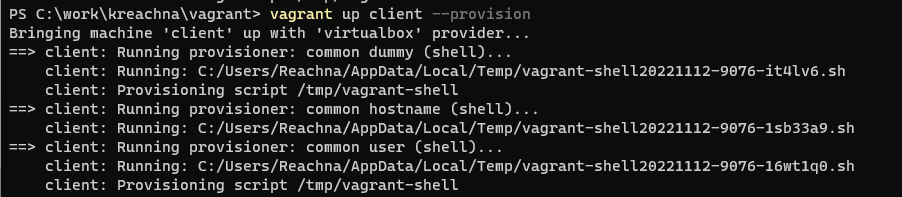 PS C:\work\kreachna\vagrant> vagrant up client --provision
Bringing machine 'client' up with 'virtualbox' provider...
==> client: Running provisioner: common dummy (shell)...
    client: Running: C:/Users/Reachna/AppData/Local/Temp/vagrant-shell20221112-9076-it4lv6.sh
    client: Provisioning script /tmp/vagrant-shell
==> client: Running provisioner: common hostname (shell)...
    client: Running: C:/Users/Reachna/AppData/Local/Temp/vagrant-shell20221112-9076-1sb33a9.sh
==> client: Running provisioner: common user (shell)...
    client: Running: C:/Users/Reachna/AppData/Local/Temp/vagrant-shell20221112-9076-16wt1q0.sh
    client: Provisioning script /tmp/vagrant-shell